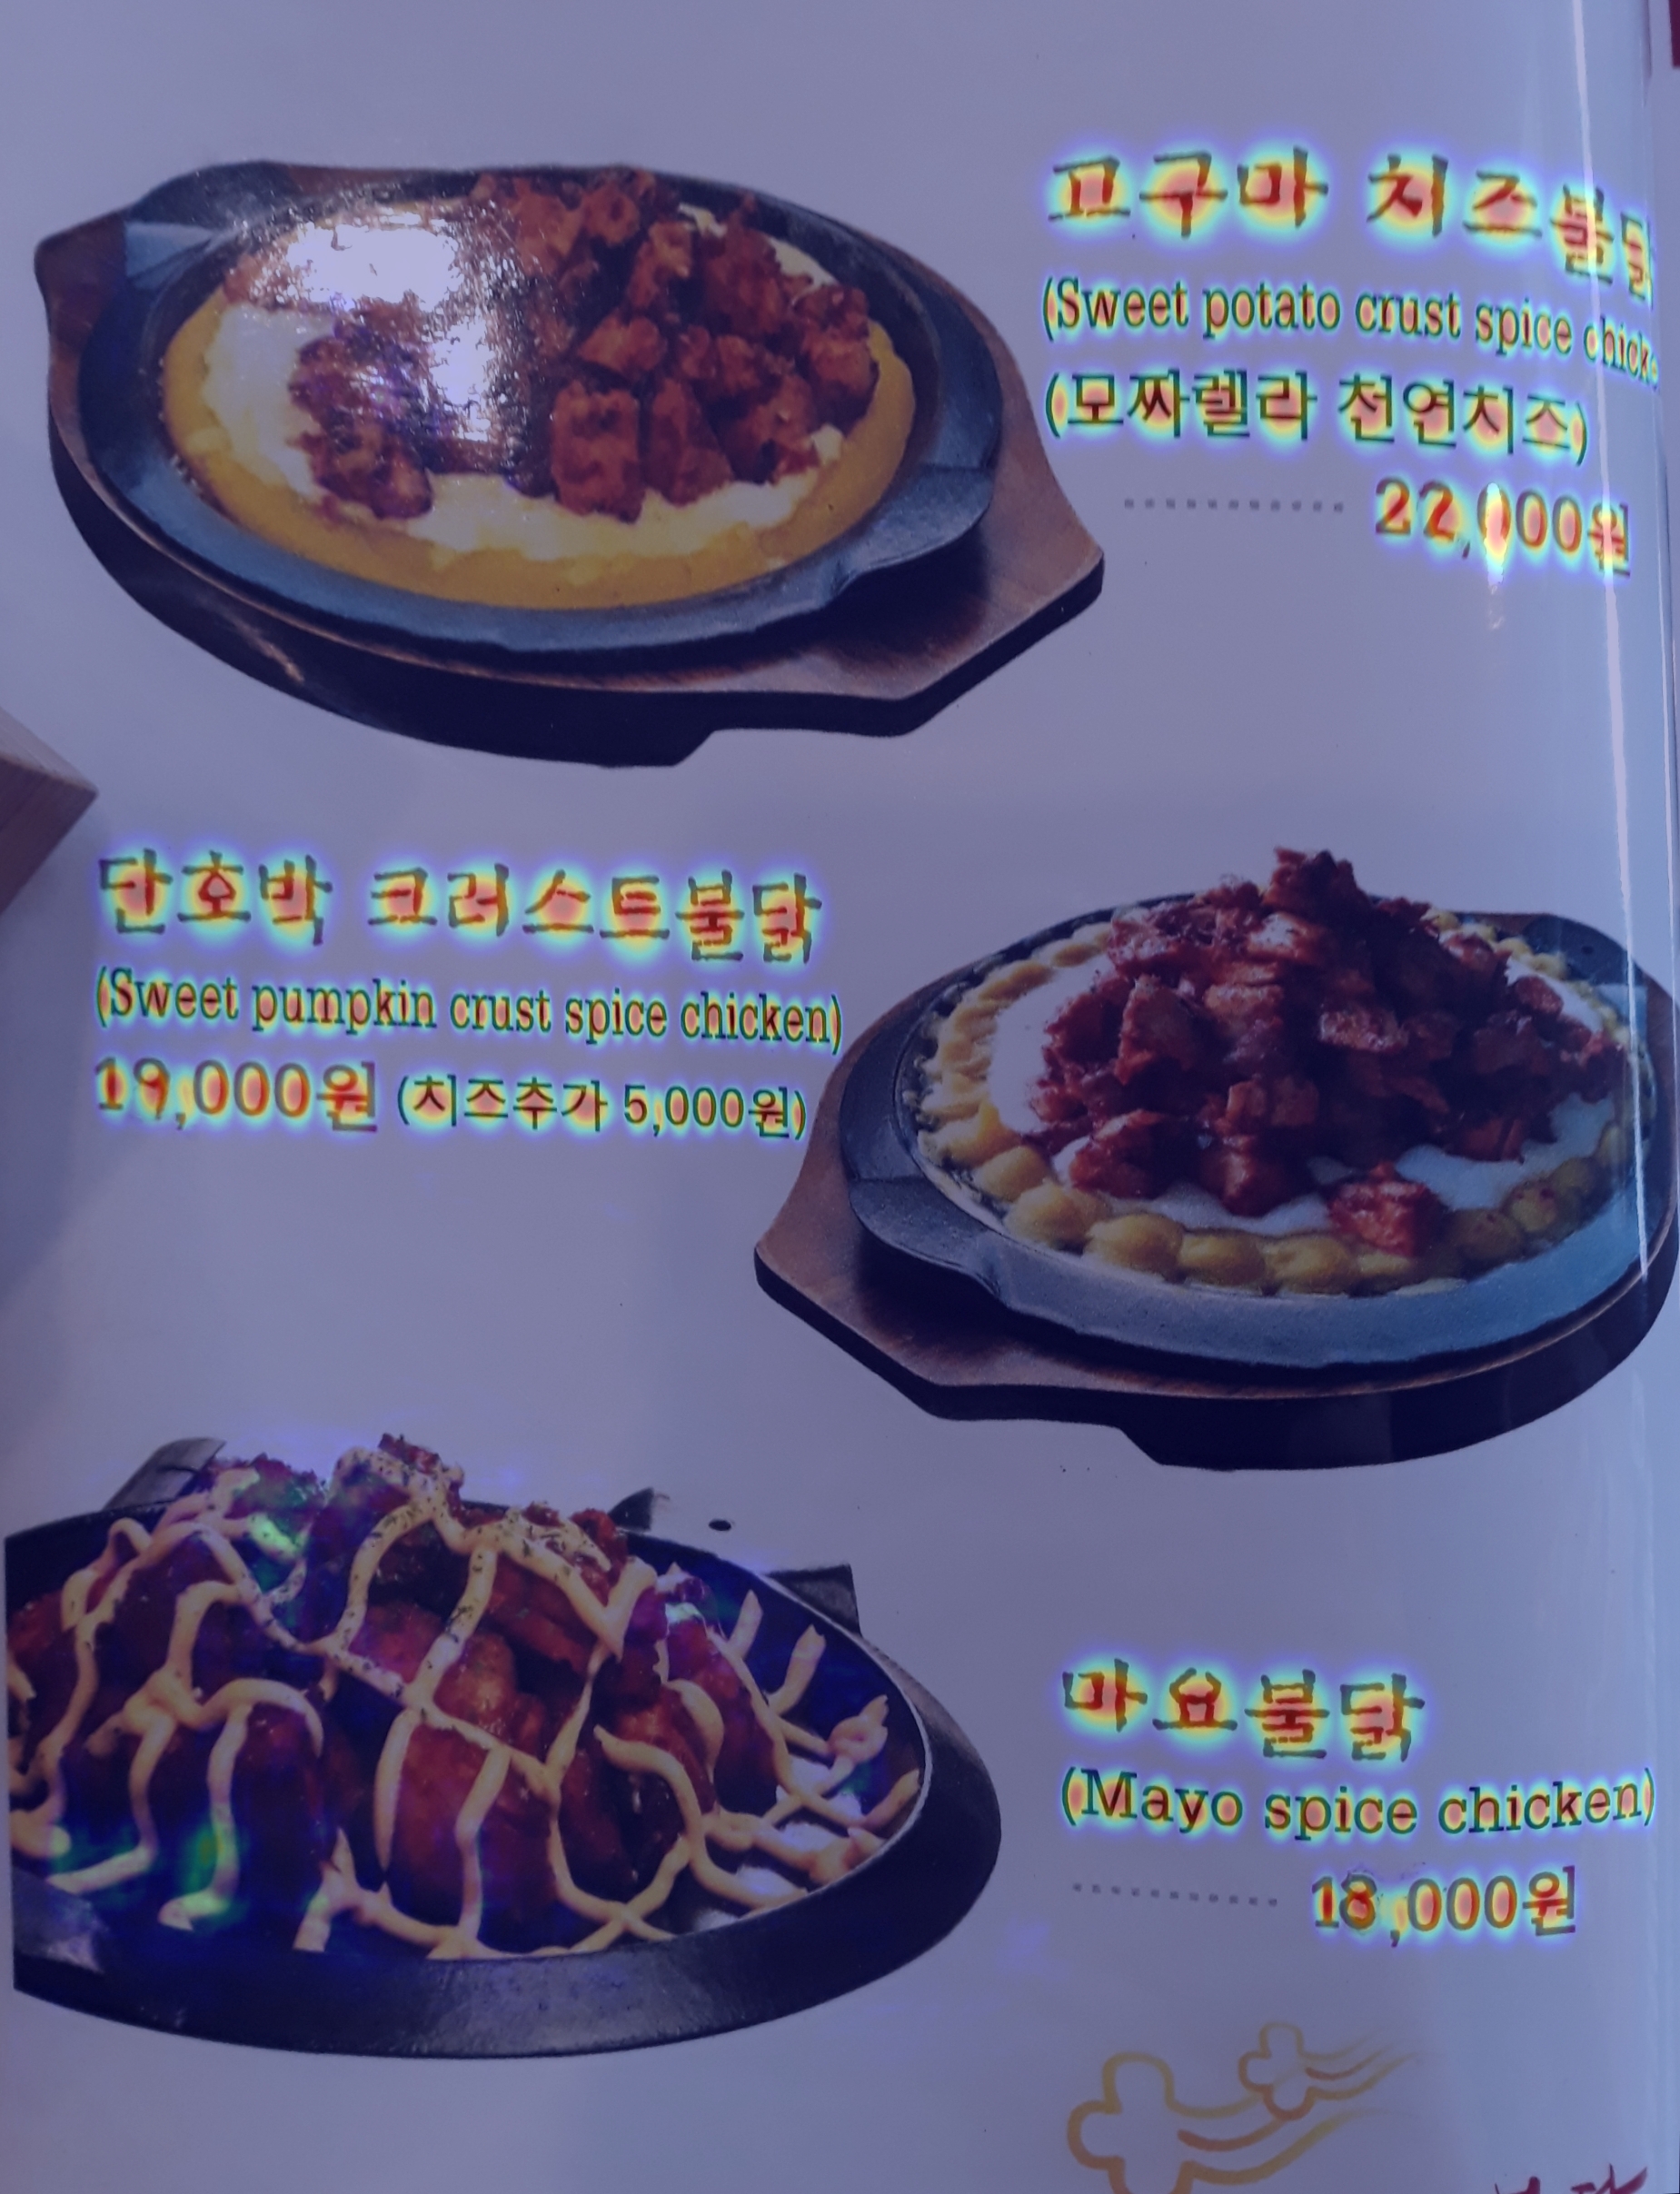 고구마 치즈불닭
(Sweet potato crust spice
(모짜렐라 천연치즈)
22,000원
단호박 크러스트불닭
(Sweet pumpkin crust spice chicken)
19,000원 (치즈추가 5,000원)
마요불닭
(Mayo spice chicken)
18,000원